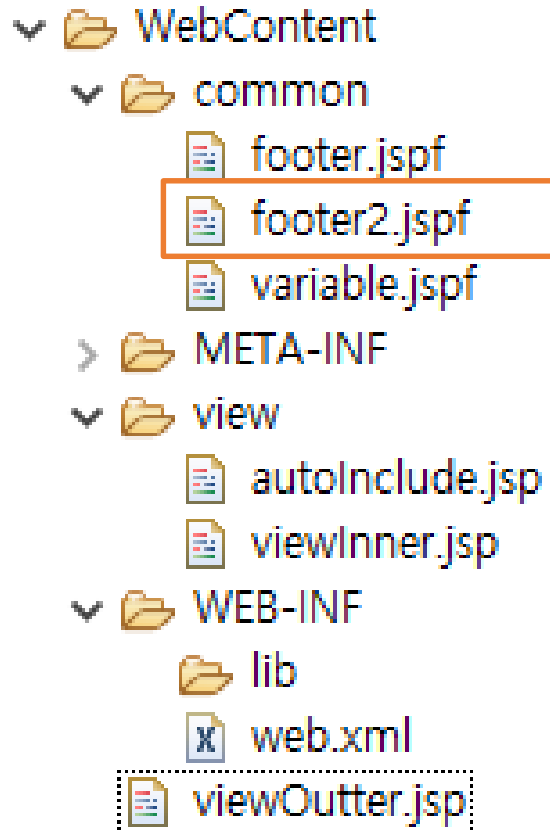 WebContent
common
footer.jspf
footer2.jspf
variable.jspf
META-INF
view
autoInclude.jsp
viewInner.jsp
WEB-INF
lib
web.xml
viewOutter.jsp